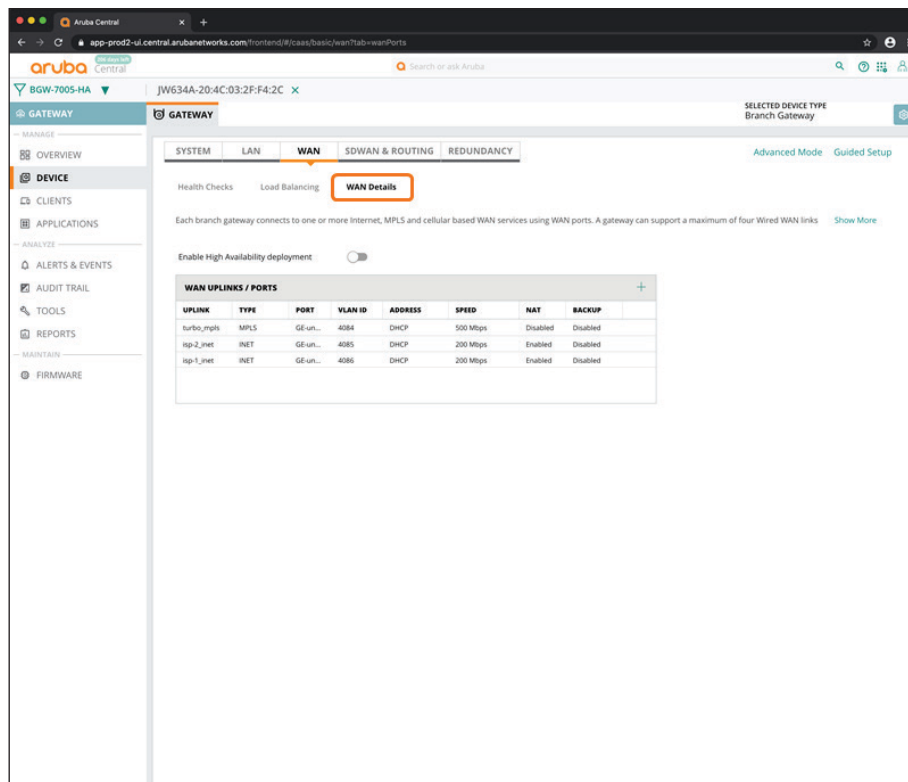 Aruba Central
app-prod2-ui.central.arubanetworks.com/frontend/#/caas/basic/wan?tab=wanPorts
aruba Central
days left
Search or ask Aruba
BGW-7005-HA
JW634A-20:4C:03:2F:F4:2C
GATEWAY
GATEWAY
SELECTED DEVICE TYPE
Branch Gateway
MANAGE
OVERVIEW
DEVICE
CLIENTS
APPLICATIONS
ANALYZE
ALERTS & EVENTS
AUDIT TRAIL
TOOLS
REPORTS
MAINTAIN
FIRMWARE
SYSTEM LAN WAN SDWAN & ROUTING REDUNDANCY
Advanced Mode Guided Setup
Health Checks Load Balancing WAN Details
Each branch gateway connects to one or more Internet, MPLS and cellular based WAN services using WAN ports. A gateway can support a maximum of four Wired WAN links Show More
Enable High Availability deployment
WAN UPLINKS / PORTS
UPLINK TYPE PORT VLAN ID ADDRESS SPEED NAT BACKUP
turbo_mpls MPLS GE-un... 4084 DHCP 500 Mbps Disabled Disabled
isp-2_inet INET GE-un... 4085 DHCP 200 Mbps Enabled Disabled
isp-1_inet INET GE-un... 4086 DHCP 200 Mbps Enabled Disabled